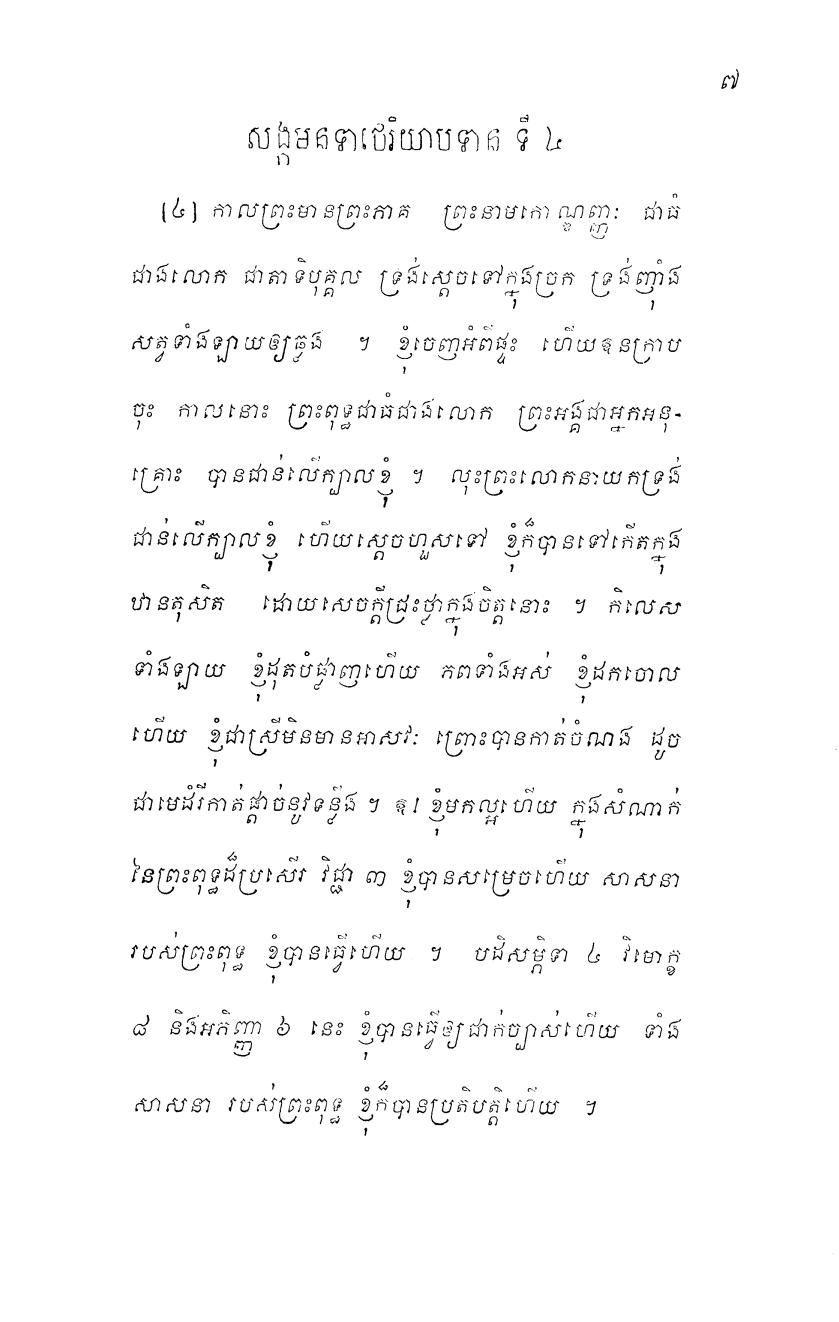 ៧
សង្កមនទាថេរិយាបទាន ទី ៤
(៤) កាលព្រះមានព្រះភាគ ព្រះនាមកោណ្ឌញ្ញៈ ជាធំ
ជាងលោក ជាតាទិបុគ្គល ទ្រង់ស្តេចទៅក្នុងច្រក ទ្រង់ញ៉ាំង
សត្វទាំងឡាយឲ្យឆ្លង ។ ខ្ញុំចេញអំពីផ្ទះ ហើយឱនក្រាប
ចុះ កាលនោះ ព្រះពុទ្ធជាធំជាងលោក ព្រះអង្គជាអ្នកអនុ-
គ្រោះ បានជាន់លើក្បាលខ្ញុំ ។ លុះព្រះលោកនាយកទ្រង់
ជាន់លើក្បាលខ្ញុំ ហើយស្តេចហួសទៅ ខ្ញុំក៏បានទៅកើតក្នុង
ឋានតុសិត ដោយសេចក្តីជ្រះថ្លាក្នុងចិត្តនោះ ។ កិលេស
ទាំងឡាយ ខ្ញុំដុតបំផ្លាញហើយ ភពទាំងអស់ ខ្ញុំដកចោល
ហើយ ខ្ញុំជាស្រីមិនមានអាសវៈ ព្រោះបានកាត់ចំណង ដូច
ជាមេដំរីកាត់ផ្តាច់នូវទន្លីង ។ ឱ! ខ្ញុំមកល្អហើយ ក្នុងសំណាក់
នៃព្រះពុទ្ធដ៏ប្រសើរ វិជ្ជា ៣ ខ្ញុំបានសម្រេចហើយ សាសនា
របស់ព្រះពុទ្ធ ខ្ញុំបានធ្វើហើយ ។ បដិសម្ភិទា ៤ វិមោក្ខ
៨ និងអភិញ្ញា ៦ នេះ ខ្ញុំបានធ្វើឲ្យជាក់ច្បាស់ហើយ ទាំង
សាសនា របស់ព្រះពុទ្ធ ខ្ញុំក៏បានប្រតិបត្តិហើយ ។